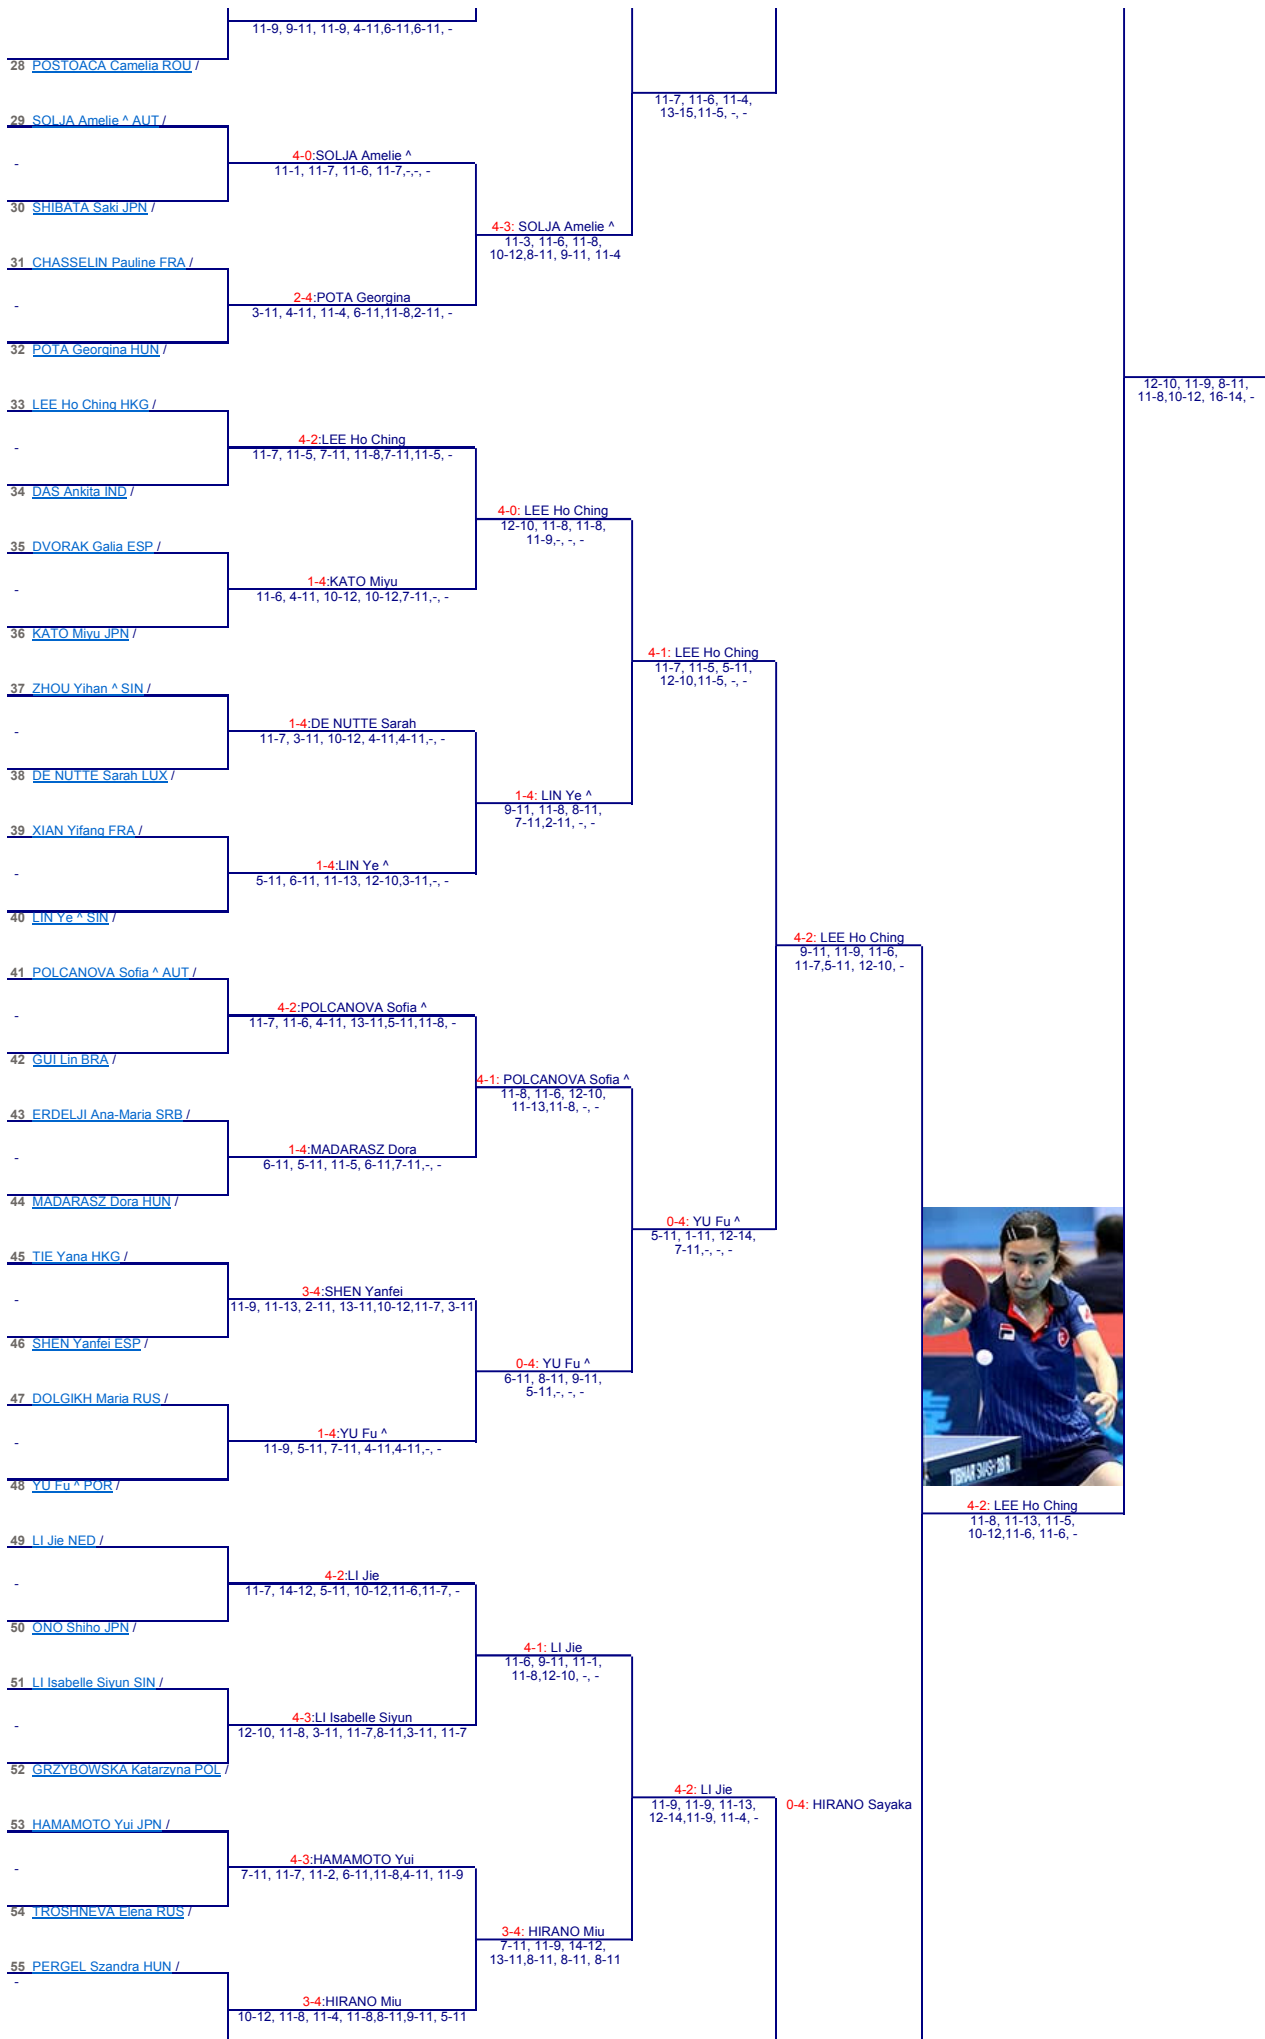 11-9, 9-11, 11-9, 4-11,6-11,6-11, -
28 POSTOACA Camelia ROU /
11-7, 11-6, 11-4,
13-15,11-5, -, -
29 SOLJA Amelie ^ AUT /
-
4-0:SOLJA Amelie ^
11-1, 11-7, 11-6, 11-7,-,-, -
30 SHIBATA Saki JPN /
4-3: SOLJA Amelie ^
11-3, 11-6, 11-8,
10-12,8-11, 9-11, 11-4
31 CHASSELIN Pauline FRA /
-
2-4:POTA Georgina
3-11, 4-11, 11-4, 6-11,11-8,2-11, -
32 POTA Georgina HUN /
12-10, 11-9, 8-11,
11-8,10-12, 16-14, -
33 LEE Ho Ching HKG /
-
4-2:LEE Ho Ching
11-7, 11-5, 7-11, 11-8,7-11,11-5, -
34 DAS Ankita IND /
4-0: LEE Ho Ching
12-10, 11-8, 11-8,
11-9,-, -, -
35 DVORAK Galia ESP /
-
1-4:KATO Miyu
11-6, 4-11, 10-12, 10-12,7-11,-, -
36 KATO Miyu JPN /
4-1: LEE Ho Ching
11-7, 11-5, 5-11,
12-10,11-5, -, -
37 ZHOU Yihan ^ SIN /
-
1-4:DE NUTTE Sarah
11-7, 3-11, 10-12, 4-11,4-11,-, -
38 DE NUTTE Sarah LUX /
1-4: LIN Ye ^
9-11, 11-8, 8-11,
7-11,2-11, -, -
39 XIAN Yifang FRA /
-
1-4:LIN Ye ^
5-11, 6-11, 11-13, 12-10,3-11,-, -
40 LIN Ye ^ SIN /
4-2: LEE Ho Ching
9-11, 11-9, 11-6,
11-7,5-11, 12-10, -
41 POLCANOVA Sofia ^ AUT /
-
4-2:POLCANOVA Sofia ^
11-7, 11-6, 4-11, 13-11,5-11,11-8, -
42 GUI Lin BRA /
4-1: POLCANOVA Sofia ^
11-8, 11-6, 12-10,
11-13,11-8, -, -
43 ERDELJI Ana-Maria SRB /
-
1-4:MADARASZ Dora
6-11, 5-11, 11-5, 6-11,7-11,-, -
44 MADARASZ Dora HUN /
0-4: YU Fu ^
5-11, 1-11, 12-14,
7-11,-, -, -
45 TIE Yana HKG /
-
3-4:SHEN Yanfei
11-9, 11-13, 2-11, 13-11,10-12,11-7, 3-11
46 SHEN Yanfei ESP /
0-4: YU Fu ^
6-11, 8-11, 9-11,
5-11,-, -, -
47 DOLGIKH Maria RUS /
-
1-4:YU Fu ^
11-9, 5-11, 7-11, 4-11,4-11,-, -
48 YU Fu ^ POR /
TIBHAR SMASH 28 R
4-2: LEE Ho Ching
11-8, 11-13, 11-5,
10-12,11-6, 11-6, -
49 LI Jie NED /
-
4-2:LI Jie
11-7, 14-12, 5-11, 10-12,11-6,11-7, -
50 ONO Shiho JPN /
4-1: LI Jie
11-6, 9-11, 11-1,
11-8,12-10, -, -
51 LI Isabelle Siyun SIN /
-
4-3:LI Isabelle Siyun
12-10, 11-8, 3-11, 11-7,8-11,3-11, 11-7
52 GRZYBOWSKA Katarzyna POL /
4-2: LI Jie
11-9, 11-9, 11-13,
12-14,11-9, 11-4, -
0-4: HIRANO Sayaka
53 HAMAMOTO Yui JPN /
-
4-3:HAMAMOTO Yui
7-11, 11-7, 11-2, 6-11,11-8,4-11, 11-9
54 TROSHNEVA Elena RUS /
3-4: HIRANO Miu
7-11, 11-9, 14-12,
13-11,8-11, 8-11, 8-11
55 PERGEL Szandra HUN /
-
3-4:HIRANO Miu
10-12, 11-8, 11-4, 11-8,8-11,9-11, 5-11